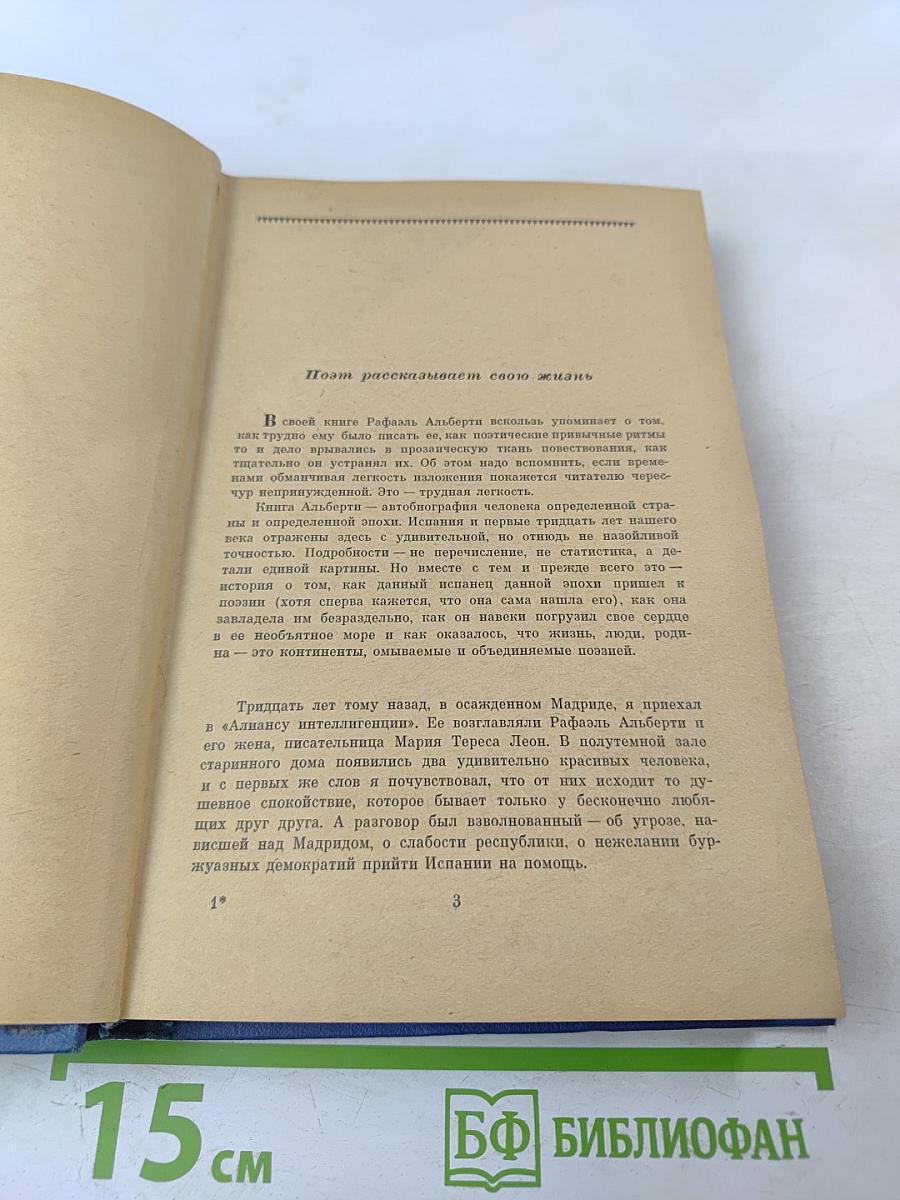 Поэт рассказывает свою жизнь
В своей книге Рафаэль Альберти вскользь упоминает о том,
как трудно ему было писать ее, как поэтические привычные ритмы
то и дело врывались в прозаическую ткань повествования, как
тщательно он устранял их. Об этом надо вспомнить, если време-
нами обманчивая легкость изложения покажется читателю черес-
чур непринужденной. Это — трудная легкость.
Книга Альберти — автобиография человека определенной стра-
ны и определенной эпохи. Испания и первые тридцать лет нашего
века отражены здесь с удивительной, но отнюдь не назойливой
точностью. Подробности — не перечисление, не статистика, а де-
тали единой картины. Но вместе с тем и прежде всего это —
история о том, как данный испанец данной эпохи пришел к
поэзии (хотя сперва кажется, что она сама нашла его), как она
завладела им безраздельно, как он навеки погрузил свое сердце
в ее необъятное море и как оказалось, что жизнь, люди, роди-
на — это континенты, омываемые и объединяемые поэзией.
Тридцать лет тому назад, в осажденном Мадриде, я приехал
в «Алиансу интеллигенции». Ее возглавляли Рафаэль Альберти и
его жена, писательница Мария Тереса Леон. В полутемной зале
старинного дома появились два удивительно красивых человека,
и с первых же слов я почувствовал, что от них исходит то ду-
шевное спокойствие, которое бывает только у бесконечно любя-
щих друг друга. А разговор был взволнованный — об угрозе, на-
висшей над Мадридом, о слабости республики, о нежелании бур-
жуазных демократий прийти Испании на помощь.
1* 3
15 см БФ БИБЛИОФАН